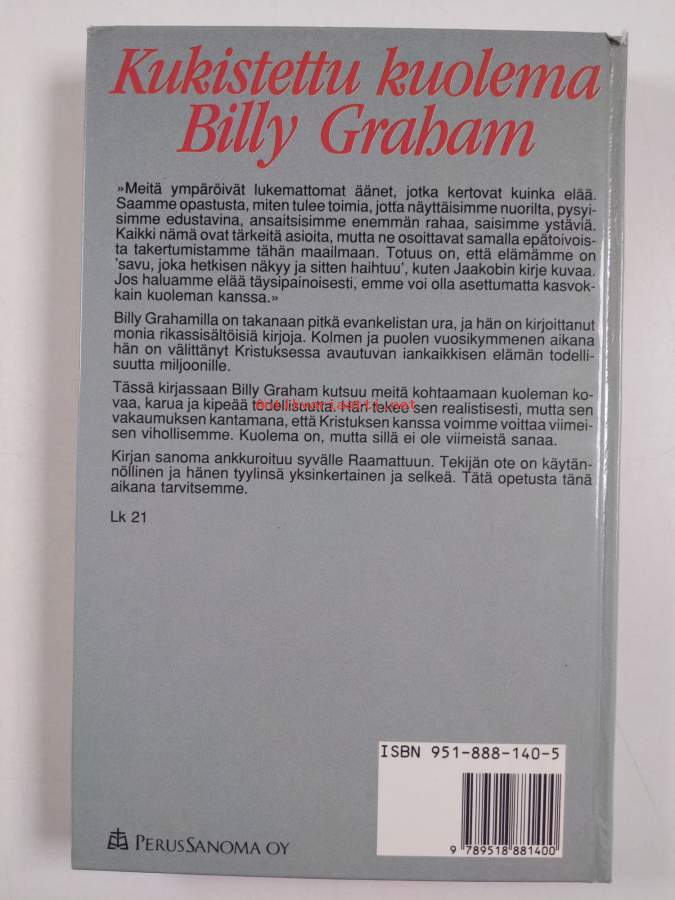 Kukistettu kuolema
Billy Graham
»Meitä ympäröivät lukemattomat äänet, jotka kertovat kuinka elää.
Saamme opastusta, miten tulee toimia, jotta näyttäisimme nuorilta, pysyi-
simme edustavina, ansaitsisimme enemmän rahaa, saisimme ystäviä.
Kaikki nämä ovat tärkeitä asioita, mutta ne osoittavat samalla epätoivois-
ta takertumistamme tähän maailmaan. Totuus on, että elämämme on
'savu, joka hetkisen näkyy ja sitten haihtuu', kuten Jaakobin kirje kuvaa.
Jos haluamme elää täysipainoisesti, emme voi olla asettumatta kasvok-
kain kuoleman kanssa.»
Billy Grahamilla on takanaan pitkä evankelistan ura, ja hän on kirjoittanut
monia rikassisältöisiä kirjoja. Kolmen ja puolen vuosikymmenen aikana
hän on välittänyt Kristuksessa avautuvan iankaikkisen elämän todelli-
suutta miljoonille.
Tässä kirjassaan Billy Graham kutsuu meitä kohtaamaan kuoleman ko-
vaa, karua ja kipeää todellisuutta. Hän tekee sen realistisesti, mutta sen
vakaumuksen kantamana, että Kristuksen kanssa voimme voittaa viimei-
sen vihollisemme. Kuolema on, mutta sillä ei ole viimeistä sanaa.
Kirjan sanoma ankkuroituu syvälle Raamattuun. Tekijän ote on käytän-
nöllinen ja hänen tyylinsä yksinkertainen ja selkeä. Tätä opetusta tänä
aikana tarvitsemme.
Lk 21
ISBN 951-888-140-5
9 789518 881400
PERUSSANOMA OY